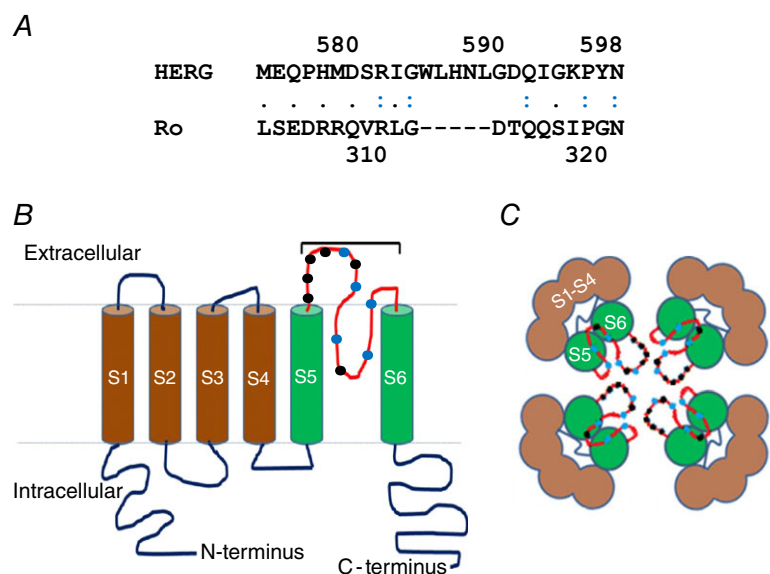 A
580 590 598
HERG MEQPHMDSRIGWLHNLGDQIGKPYN
. . . . : . : : . : :
Ro LSEDRRQVRLG-----DTQQSIPGN
310 320
B
Extracellular
S1 S2 S3 S4 S5 S6
Intracellular
N-terminus
C-terminus
C
S1-S4
S6
S5